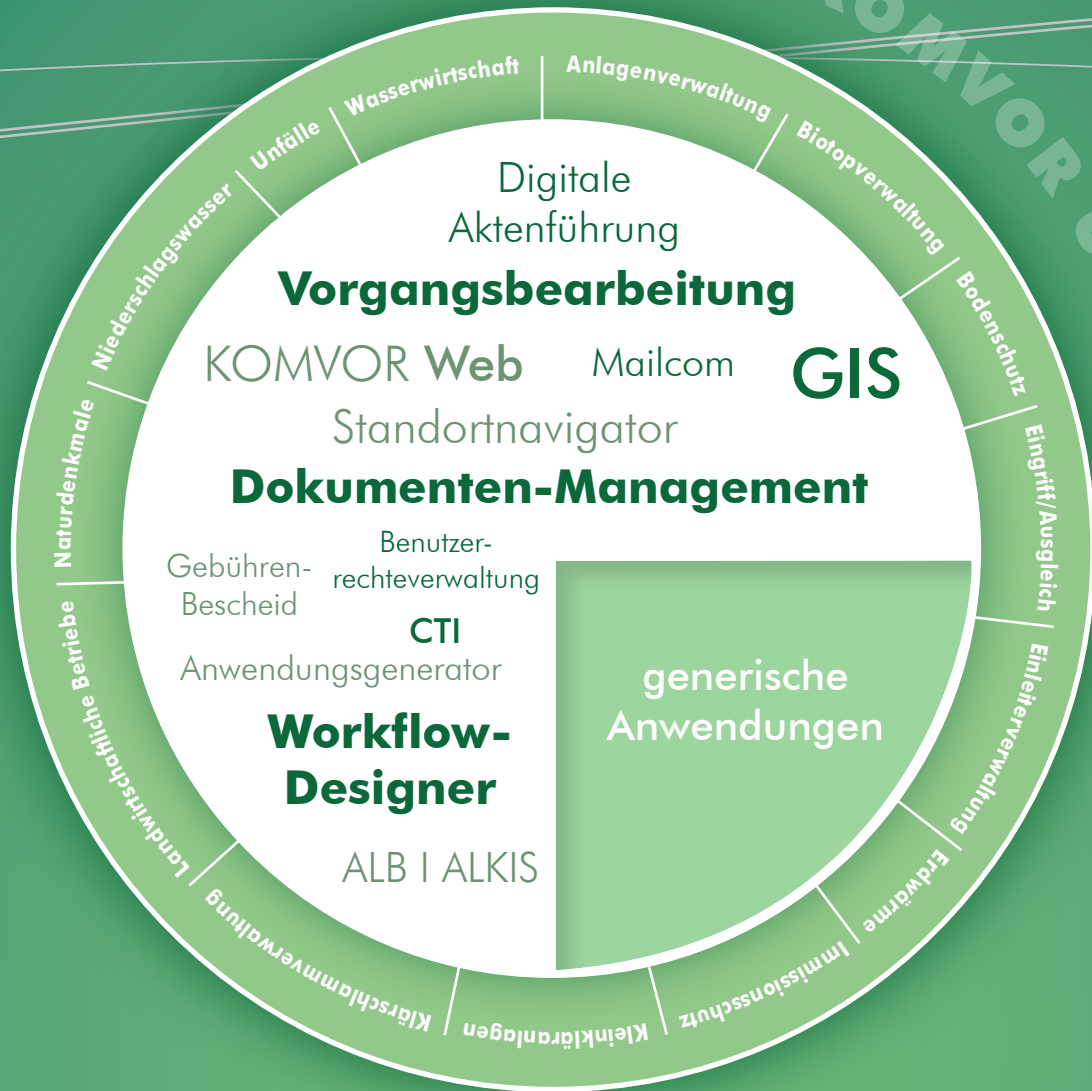 KOMVOR
Wasserwirtschaft
Anlagenverwaltung
Biotopverwaltung
Bodenschutz
Eingriff/Ausgleich
Einleiterverwaltung
Erdwärme
Immissionsschutz
Kleinkläranlagen
Klärschlammverwaltung
Landwirtschaftliche Betriebe
Naturdenkmale
Niederschlagswasser
Unfälle
Digitale
Aktenführung
Vorgangsbearbeitung
KOMVOR Web
Mailcom
GIS
Standortnavigator
Dokumenten-Management
Gebühren-
Bescheid
Benutzer-
rechteverwaltung
CTI
Anwendungsgenerator
Workflow-
Designer
ALB I ALKIS
generische
Anwendungen